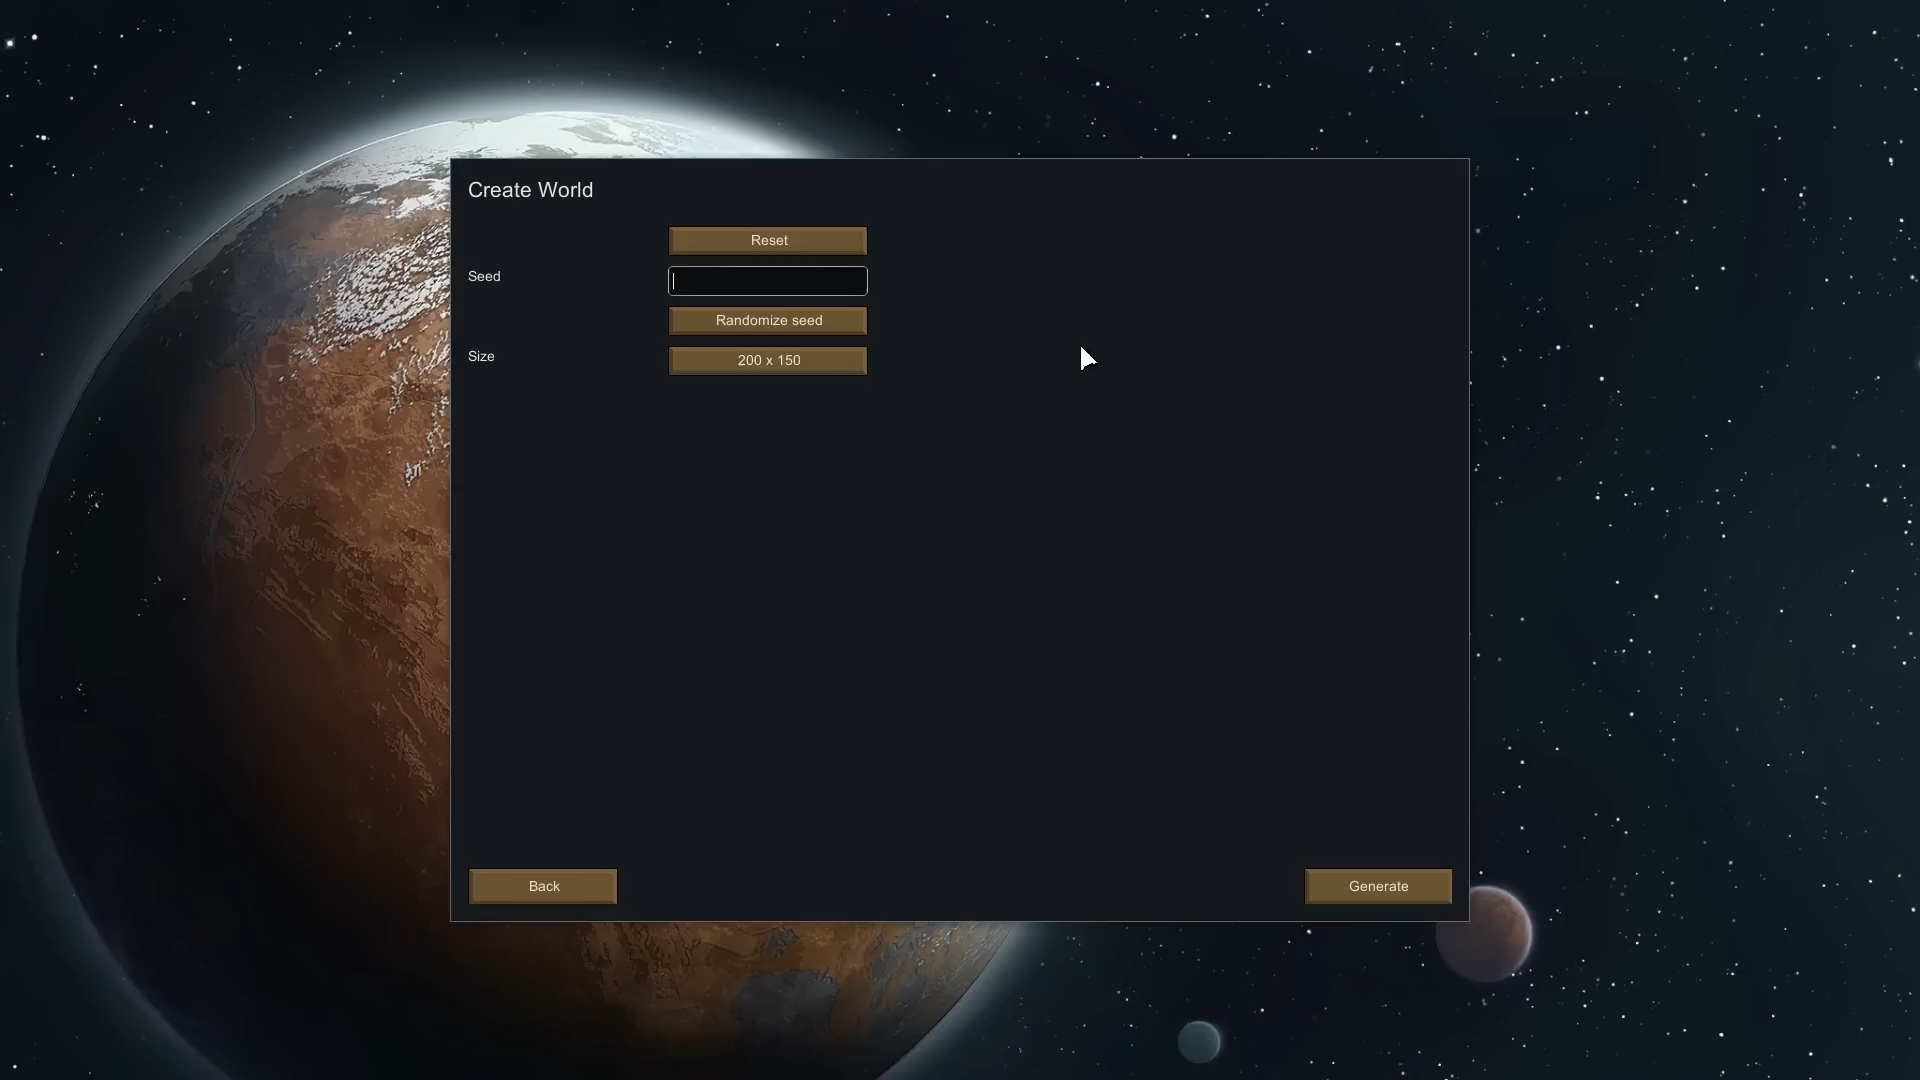 Create World
Reset
Seed
Randomize seed
Size
200 x 150
Back
Generate